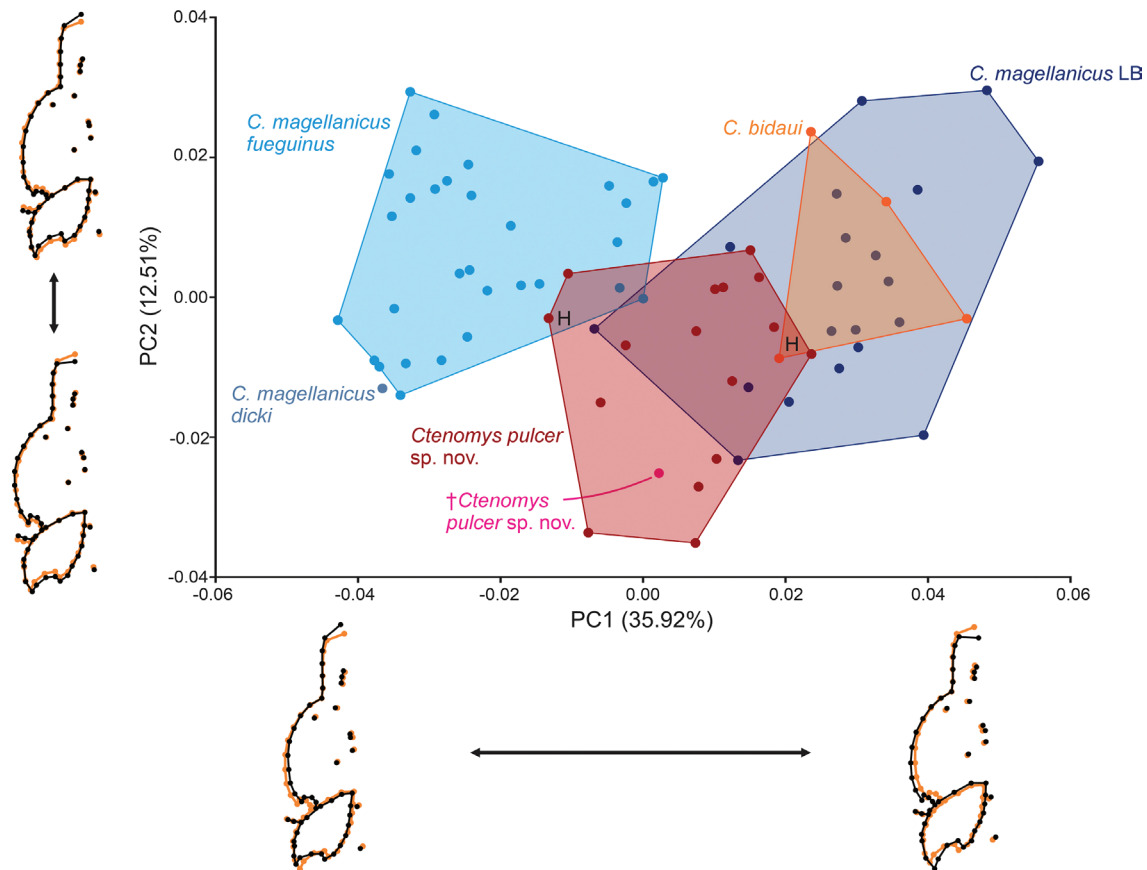 0.04
0.02
0.00
-0.02
-0.04
PC2 (12.51%)
C. magellanicus
fueguinus
C. magellanicus LB
C. bidaui
H
H
C. magellanicus
dicki
Ctenomys pulcer
sp. nov.
†Ctenomys
pulcer sp. nov.
-0.06
-0.04
-0.02
0.00
0.02
0.04
0.06
PC1 (35.92%)